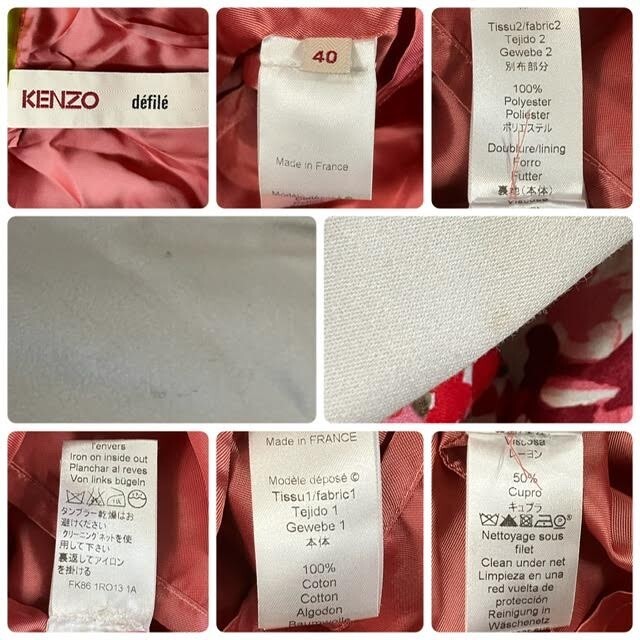 KENZO défilé
40
Made in France
Tissu2/fabric2
Tejido 2
Gewebe 2
別布部分
100%
Polyester
Poliéster
ポリエステル
Doublure/lining
Forro
Futter
裏地(本体)
l'envers
Iron on inside out
Planchar al reves
Von links bügeln
タンブラー乾燥はお
避けください
クリーニングネットを使
用して下さい
裏返してアイロン
を掛ける
FK86 1RO13 1A
Made in FRANCE
Modèle déposé ©
Tissu1/fabric1
Tejido 1
Gewebe 1
本体
100%
Coton
Cotton
Algodon
Baumwolle
Viscosa
レーヨン
50%
Cupro
キュプラ
Nettoyage sous
filet
Clean under net
Limpieza en una
red vuelta de
protección
Reinigung in
Wäschenetz